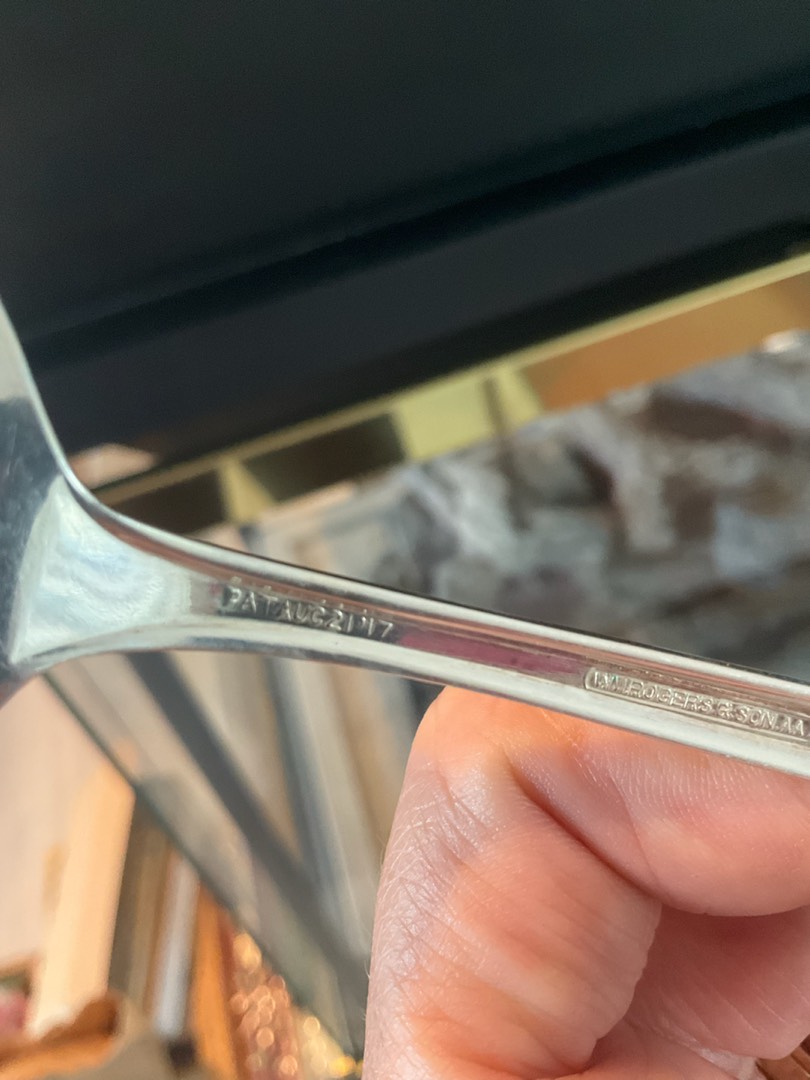 PAT AUG 21 '17
WM ROGERS & SON. AA